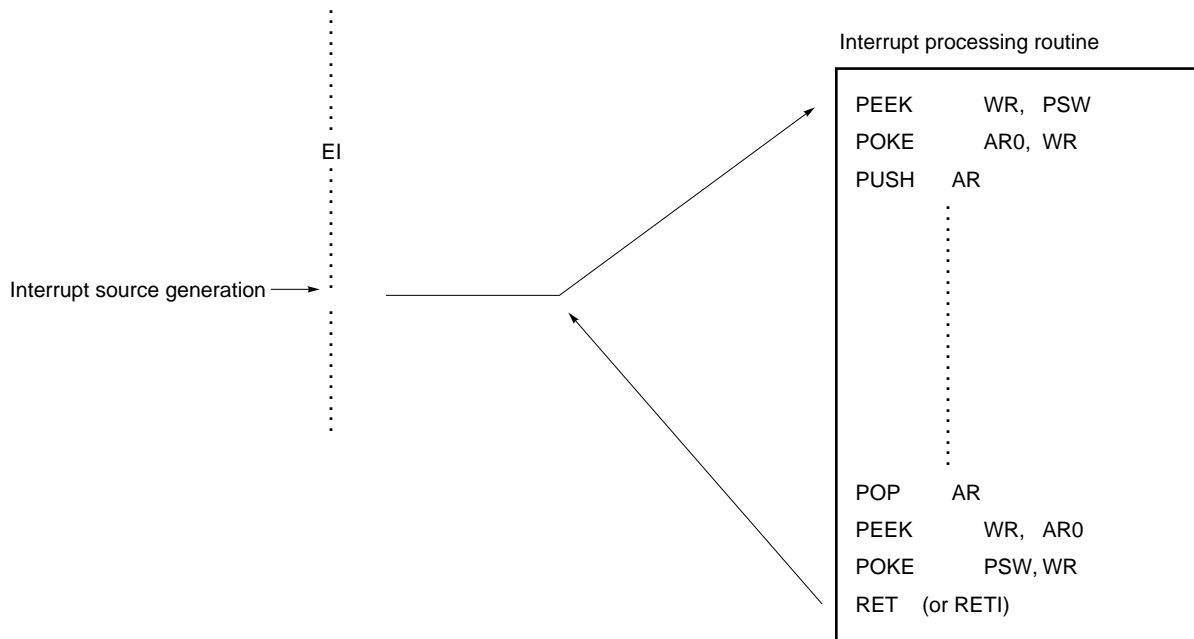 Interrupt processing routine
EI
Interrupt source generation
PEEK WR, PSW
POKE AR0, WR
PUSH AR
POP AR
PEEK WR, AR0
POKE PSW, WR
RET (or RETI)